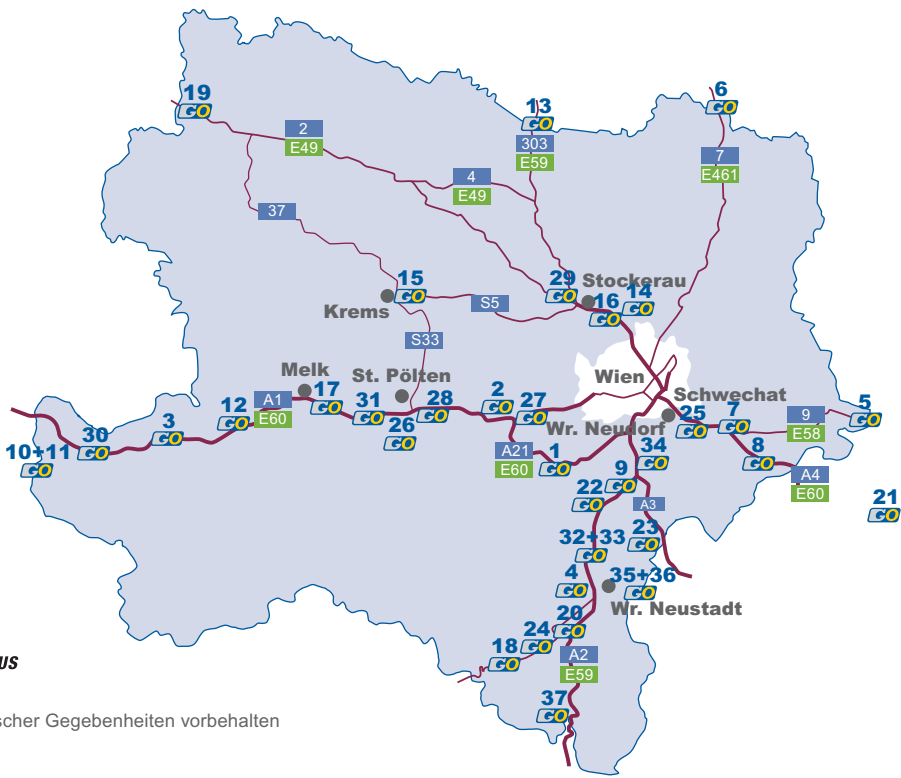 19
GO
6
GO
13
GO
2
E49
303
E59
7
E461
4
E49
37
15
GO
Krems
29
GO
Stockerau
16
GO
14
GO
S5
S33
Melk
St. Pölten
Wien
Schwechat
A1
E60
17
GO
31
GO
28
GO
26
GO
2
GO
27
GO
Wr. Neudorf
25
GO
7
GO
9
E58
5
GO
12
GO
3
GO
30
GO
10+11
GO
A21
E60
1
GO
34
GO
9
GO
8
GO
A4
E60
22
GO
A3
21
GO
32+33
GO
23
GO
4
GO
35+36
GO
Wr. Neustadt
20
GO
24
GO
18
GO
A2
E59
37
GO
US
scher Gegebenheiten vorbehalten